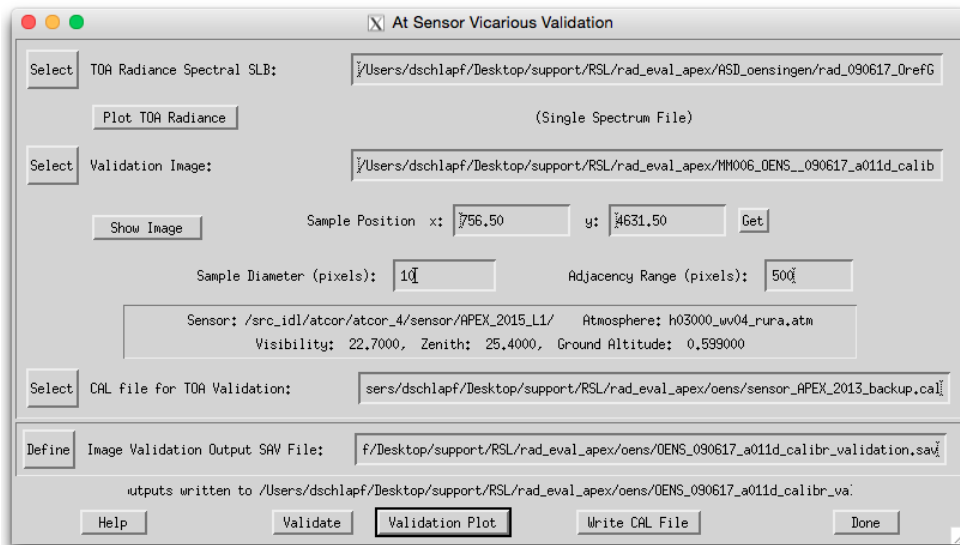 At Sensor Vicarious Validation
Select TOA Radiance Spectral SLB: /Users/dschlapf/Desktop/support/RSL/rad_eval_apex/ASD_oensingen/rad_090617_OrefG
Plot TOA Radiance (Single Spectrum File)
Select Validation Image: /Users/dschlapf/Desktop/support/RSL/rad_eval_apex/MM006_OENS__090617_a011d_calib
Show Image Sample Position x: 756.50 y: 4631.50 Get
Sample Diameter (pixels): 10 Adjacency Range (pixels): 500
Sensor: /src_idl/atcor/atcor_4/sensor/APEX_2015_L1/ Atmosphere: h03000_wv04_rura.atm
Visibility: 22.7000, Zenith: 25.4000, Ground Altitude: 0.599000
Select CAL file for TOA Validation: sers/dschlapf/Desktop/support/RSL/rad_eval_apex/oens/sensor_APEX_2013_backup.cal
Define Image Validation Output SAV File: f/Desktop/support/RSL/rad_eval_apex/oens/OENS_090617_a011d_calibr_validation.sav
utputs written to /Users/dschlapf/Desktop/support/RSL/rad_eval_apex/oens/OENS_090617_a011d_calibr_va
Help Validate Validation Plot Write CAL File Done